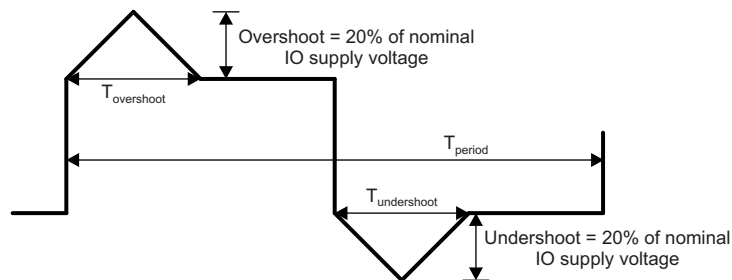 Overshoot = 20% of nominal
IO supply voltage
Tovershoot
Tperiod
Tundershoot
Undershoot = 20% of nominal
IO supply voltage